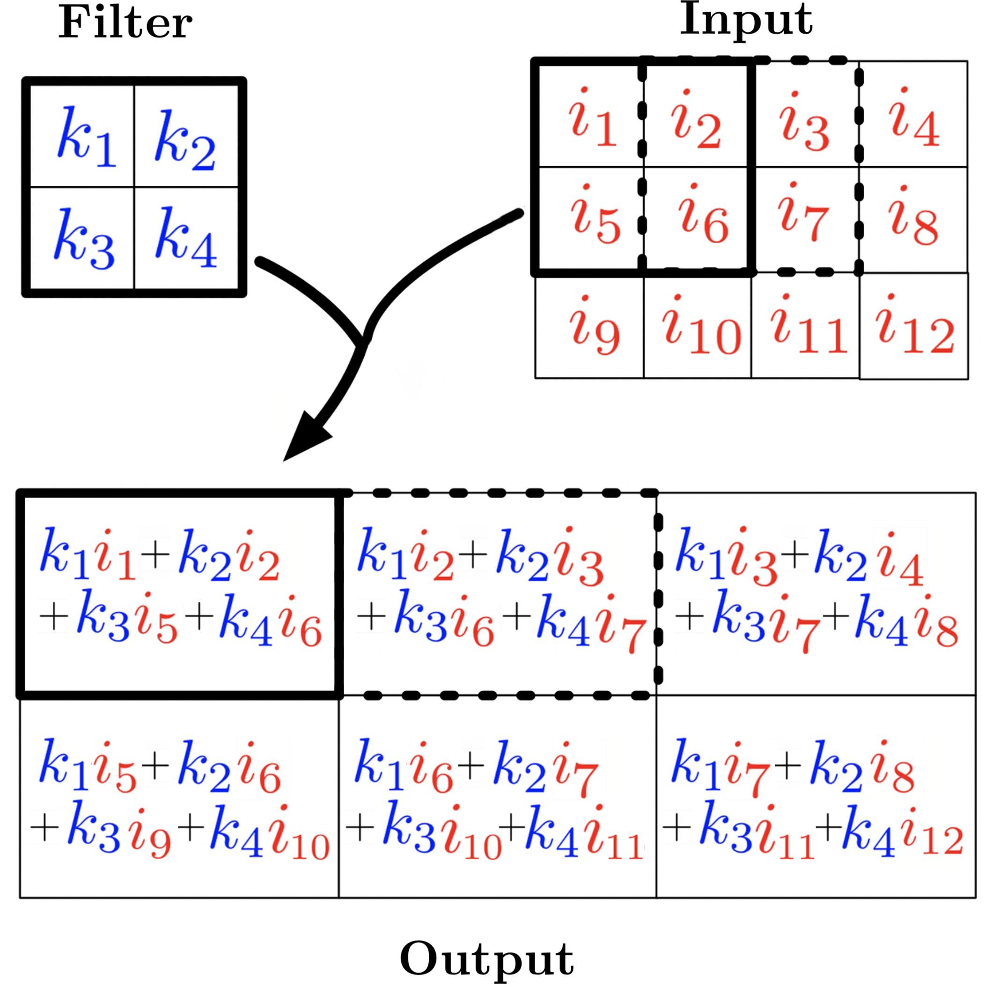 Filter
Input
k1 k2
k3 k4
i1 i2 i3 i4
i5 i6 i7 i8
i9 i10 i11 i12
k1i1+k2i2
+k3i5+k4i6
k1i2+k2i3
+k3i6+k4i7
k1i3+k2i4
+k3i7+k4i8
k1i5+k2i6
+k3i9+k4i10
k1i6+k2i7
+k3i10+k4i11
k1i7+k2i8
+k3i11+k4i12
Output